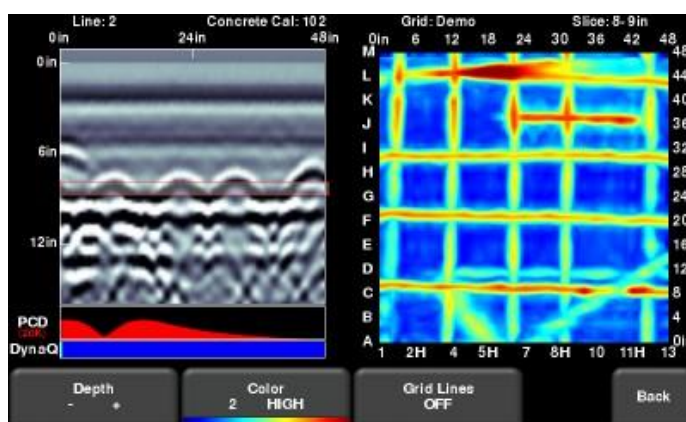 Line: 2 Concrete Cal: 102
0in 24in 48in
0in
6in
12in
PCD
DynaQ
Grid: Demo Slice: 8-9in
0in 6 12 18 24 30 36 42 48
M 48
L 44
K 40
J 36
I 32
H 28
G 24
F 20
E 16
D 12
C 8
B 4
A 0in
1 2H 4 5H 7 8H 10 11H 13
Depth
- +
Color
2 HIGH
Grid Lines
OFF
Back